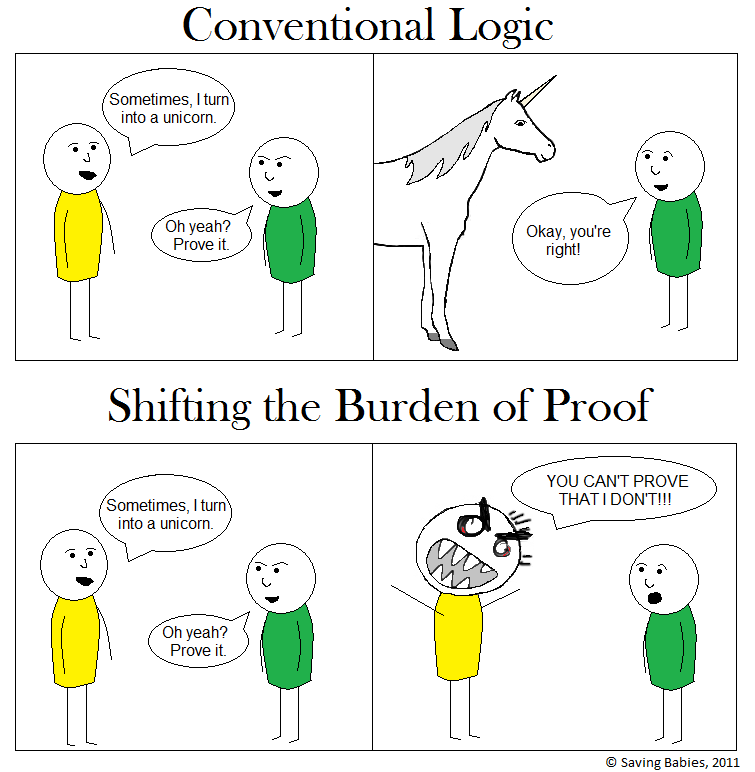 Conventional Logic
Sometimes, I turn
into a unicorn.
Oh yeah?
Prove it.
Okay, you're
right!
Shifting the Burden of Proof
Sometimes, I turn
into a unicorn.
Oh yeah?
Prove it.
YOU CAN'T PROVE
THAT I DON'T!!!
© Saving Babies, 2011